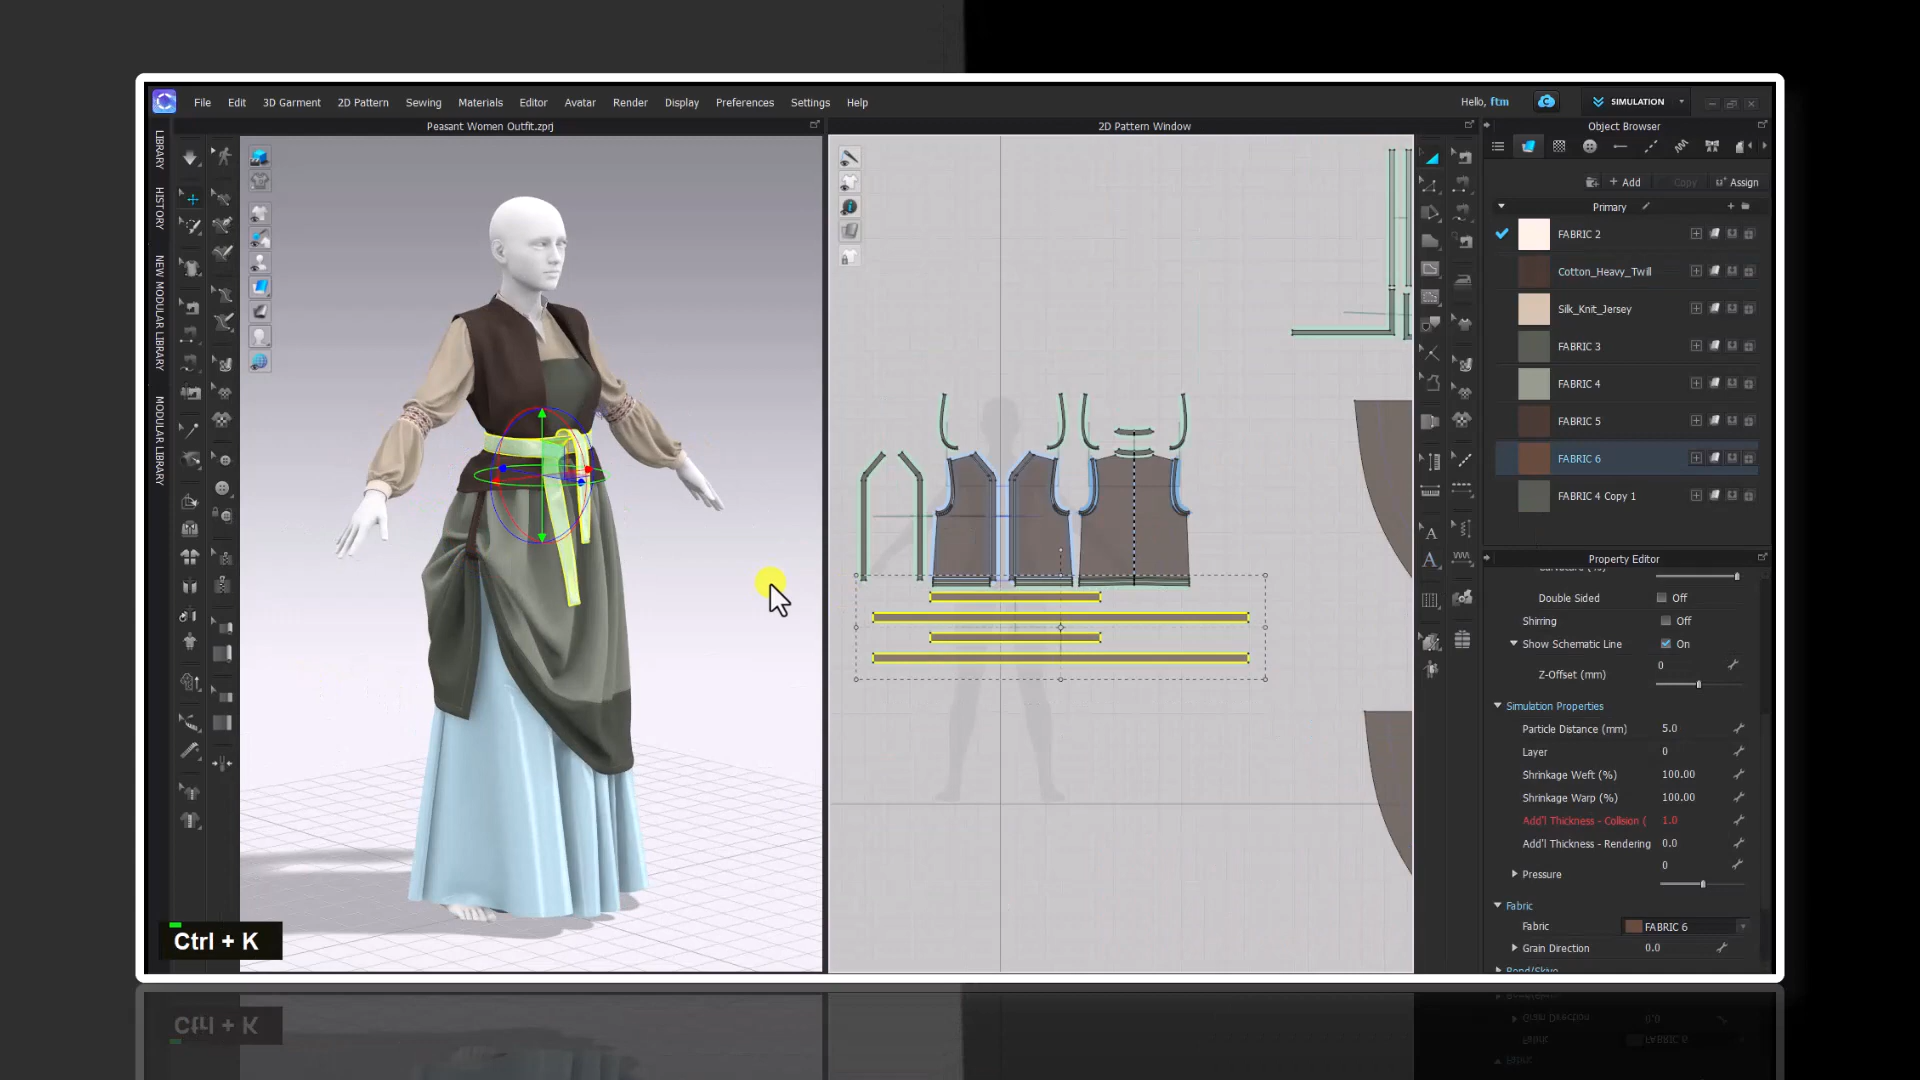 File Edit 3D Garment 2D Pattern Sewing Materials Editor Avatar Render Display Preferences Settings Help
Hello, ftm
SIMULATION
Peasant Women Outfit.zprj
2D Pattern Window
Object Browser
LIBRARY
HISTORY
NEW MODULAR LIBRARY
MODULAR LIBRARY
+ Add
Copy
Assign
Primary
FABRIC 2
Cotton_Heavy_Twill
Silk_Knit_Jersey
FABRIC 3
FABRIC 4
FABRIC 5
FABRIC 6
FABRIC 4 Copy 1
Property Editor
Double Sided Off
Shirring Off
Show Schematic Line On
0
Z-Offset (mm)
Simulation Properties
Particle Distance (mm) 5.0
Layer 0
Shrinkage Weft (%) 100.00
Shrinkage Warp (%) 100.00
Add'l Thickness - Collision ( 1.0
Add'l Thickness - Rendering 0.0
0
Pressure
Fabric
Fabric FABRIC 6
Grain Direction 0.0
Ctrl + K